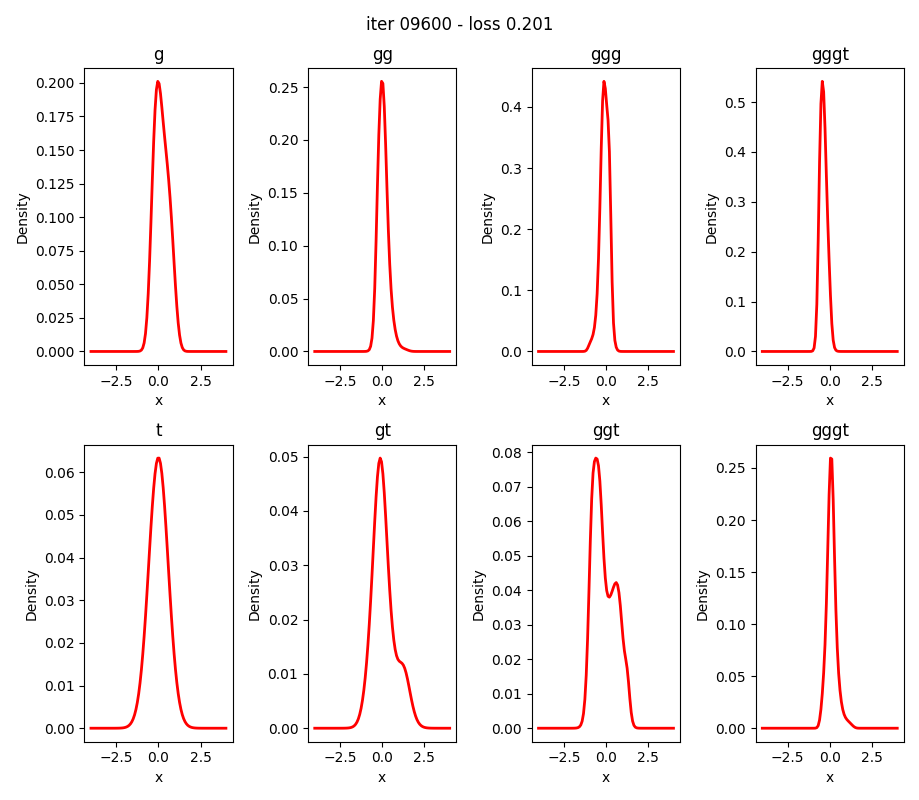 iter 09600 - loss 0.201
g
gg
ggg
gggt
0.200
0.175
0.150
0.125
0.100
0.075
0.050
0.025
0.000
Density
−2.5 0.0 2.5
x
0.25
0.20
0.15
0.10
0.05
0.00
Density
−2.5 0.0 2.5
x
0.4
0.3
0.2
0.1
0.0
Density
−2.5 0.0 2.5
x
0.5
0.4
0.3
0.2
0.1
0.0
Density
−2.5 0.0 2.5
x
t
gt
ggt
gggt
0.06
0.05
0.04
0.03
0.02
0.01
0.00
Density
−2.5 0.0 2.5
x
0.05
0.04
0.03
0.02
0.01
0.00
Density
−2.5 0.0 2.5
x
0.08
0.07
0.06
0.05
0.04
0.03
0.02
0.01
0.00
Density
−2.5 0.0 2.5
x
0.25
0.20
0.15
0.10
0.05
0.00
Density
−2.5 0.0 2.5
x